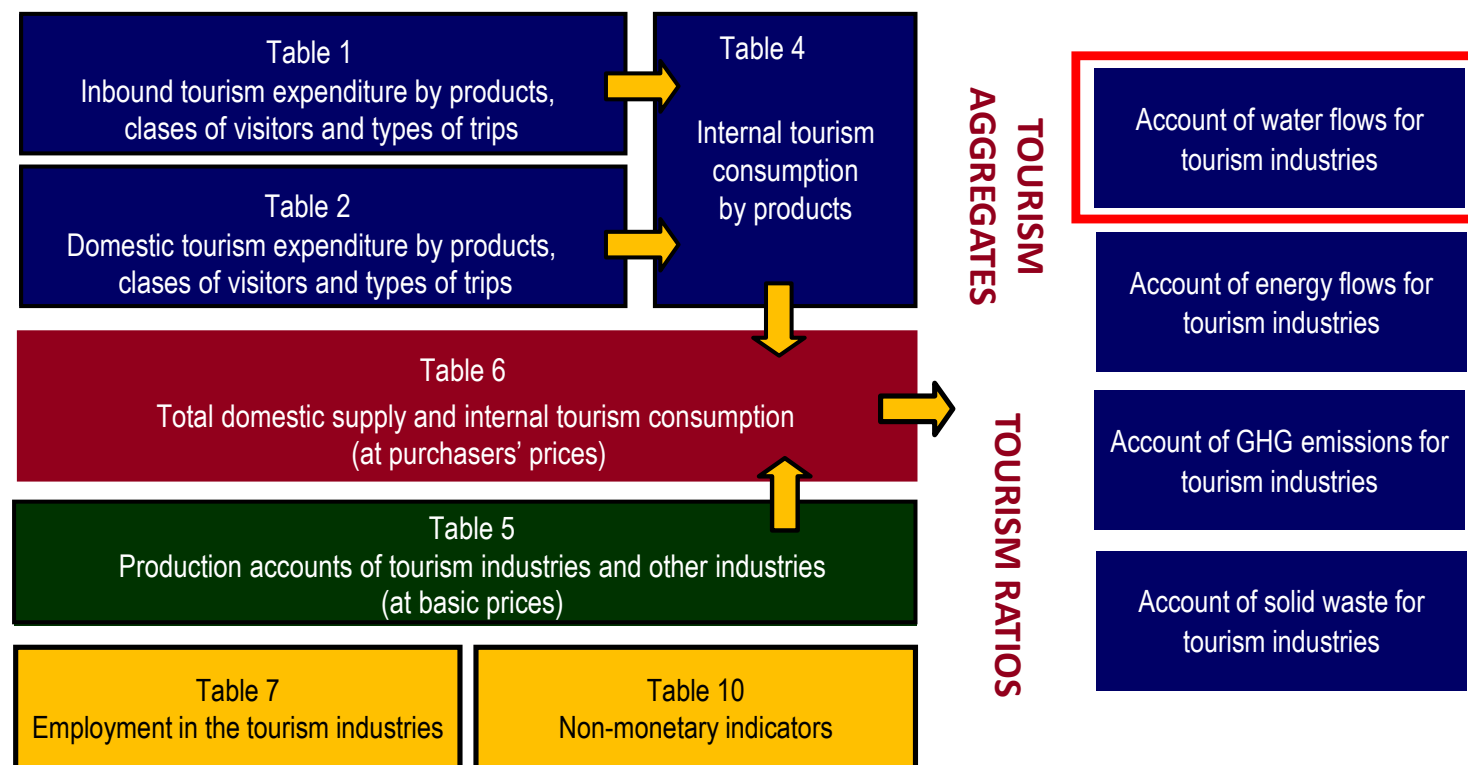 Table 1
Inbound tourism expenditure by products,
clases of visitors and types of trips
Table 2
Domestic tourism expenditure by products,
clases of visitors and types of trips
Table 4
Internal tourism
consumption
by products
Table 6
Total domestic supply and internal tourism consumption
(at purchasers’ prices)
Table 5
Production accounts of tourism industries and other industries
(at basic prices)
Table 7
Employment in the tourism industries
Table 10
Non-monetary indicators
TOURISM
AGGREGATES
TOURISM RATIOS
Account of water flows for
tourism industries
Account of energy flows for
tourism industries
Account of GHG emissions for
tourism industries
Account of solid waste for
tourism industries